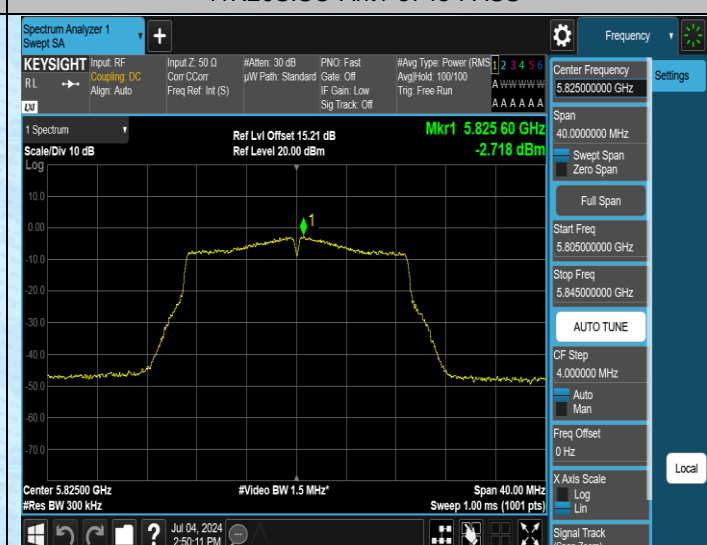 Spectrum Analyzer 1
Swept SA
Frequency
KEYSIGHT
RL
LXI
Input: RF
Coupling: DC
Align: Auto
Input Z: 50 Ω
Corr CCorr
Freq Ref: Int (S)
#Atten: 30 dB
µW Path: Standard
PNO: Fast
Gate: Off
IF Gain: Low
Sig Track: Off
#Avg Type: Power (RMS
Avg|Hold: 100/100
Trig: Free Run
1 2 3 4 5 6
A W W W W W
A A A A A A
1 Spectrum
Scale/Div 10 dB
Log
Ref Lvl Offset 15.21 dB
Ref Level 20.00 dBm
Mkr1 5.825 60 GHz
-2.718 dBm
10.0
0.00
-10.0
-20.0
-30.0
-40.0
-50.0
-60.0
-70.0
1
Center 5.82500 GHz
#Res BW 300 kHz
#Video BW 1.5 MHz*
Span 40.00 MHz
Sweep 1.00 ms (1001 pts)
Jul 04, 2024
2:50:11 PM
?
Center Frequency
5.825000000 GHz
Settings
Span
40.0000000 MHz
Swept Span
Zero Span
Full Span
Start Freq
5.805000000 GHz
Stop Freq
5.845000000 GHz
AUTO TUNE
CF Step
4.000000 MHz
Auto
Man
Freq Offset
0 Hz
X Axis Scale
Log
Lin
Local
Signal Track